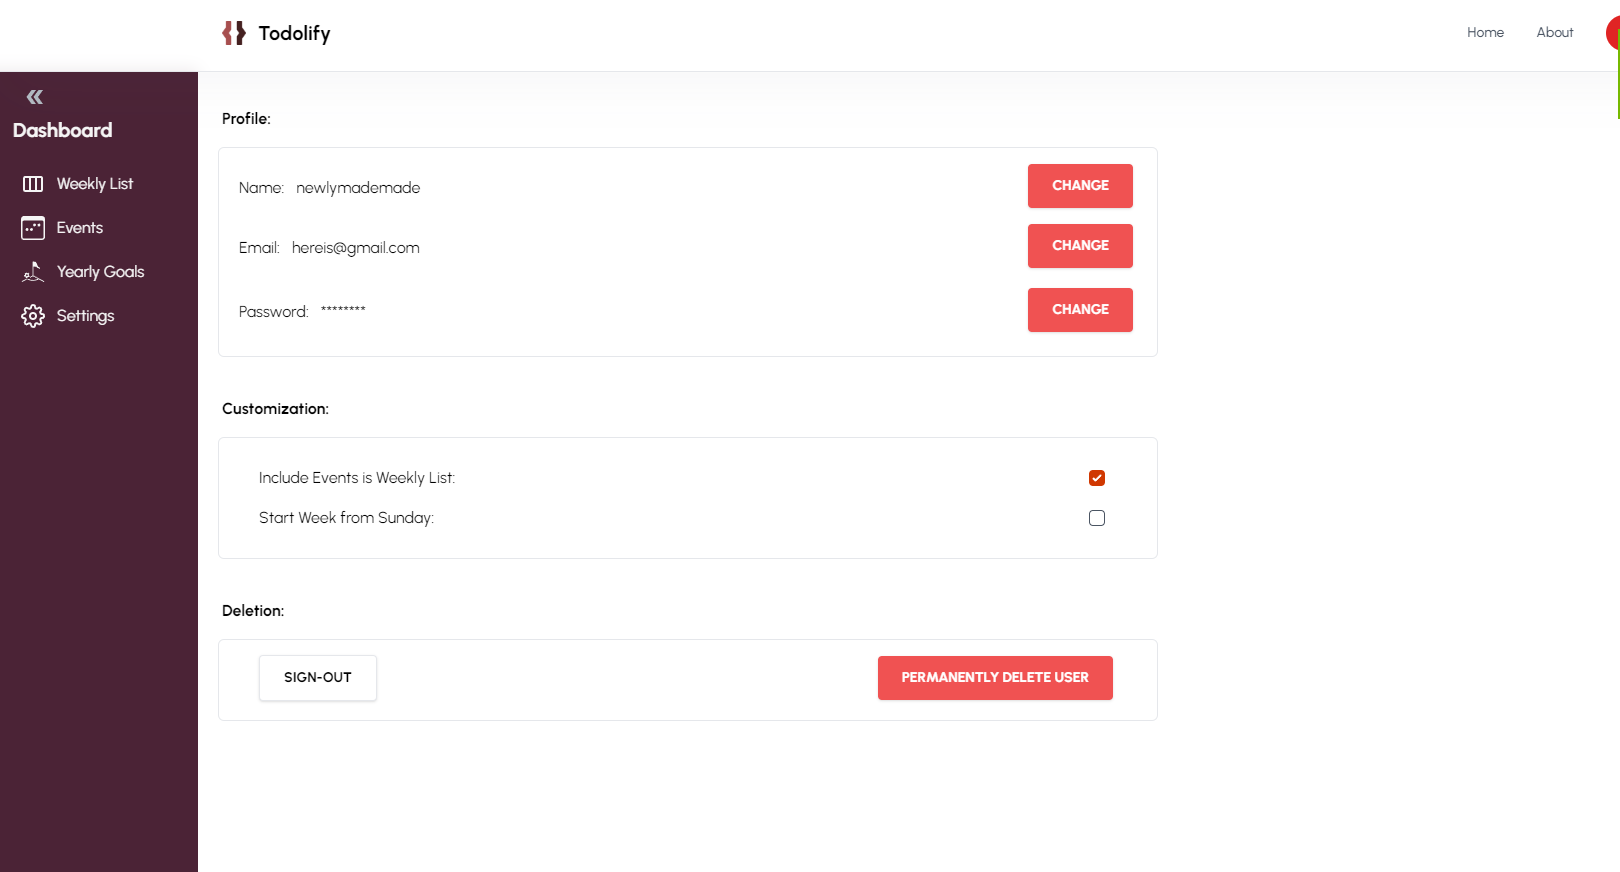 Todolify
Home About
Dashboard
Weekly List
Events
Yearly Goals
Settings
Profile:
Name: newlymademade CHANGE
Email: hereis@gmail.com CHANGE
Password: ******** CHANGE
Customization:
Include Events is Weekly List:
Start Week from Sunday:
Deletion:
SIGN-OUT PERMANENTLY DELETE USER